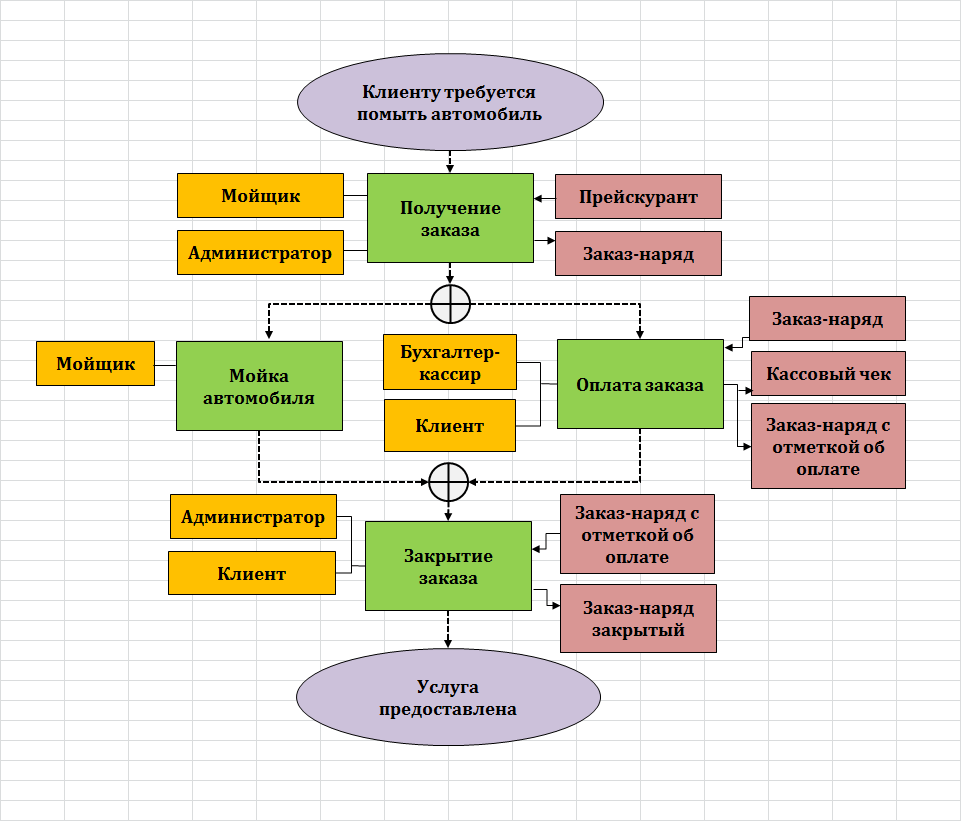 Клиенту требуется
помыть автомобиль
Мойщик
Администратор
Получение
заказа
Прейскурант
Заказ-наряд
Мойщик
Мойка
автомобиля
Бухгалтер-
кассир
Клиент
Оплата заказа
Заказ-наряд
Кассовый чек
Заказ-наряд с
отметкой об
оплате
Администратор
Клиент
Закрытие
заказа
Заказ-наряд с
отметкой об
оплате
Заказ-наряд
закрытый
Услуга
предоставлена